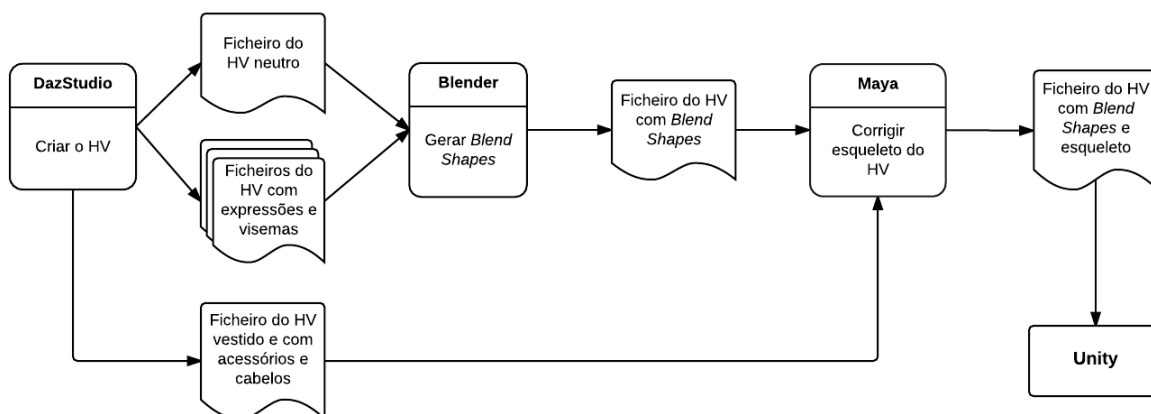 DazStudio
Criar o HV
Ficheiro do
HV neutro
Ficheiros do
HV com
expressões e
visemas
Ficheiro do HV
vestido e com
acessórios e
cabelos
Blender
Gerar Blend
Shapes
Ficheiro do HV
com Blend
Shapes
Maya
Corrigir
esqueleto do
HV
Ficheiro do HV
com Blend
Shapes e
esqueleto
Unity